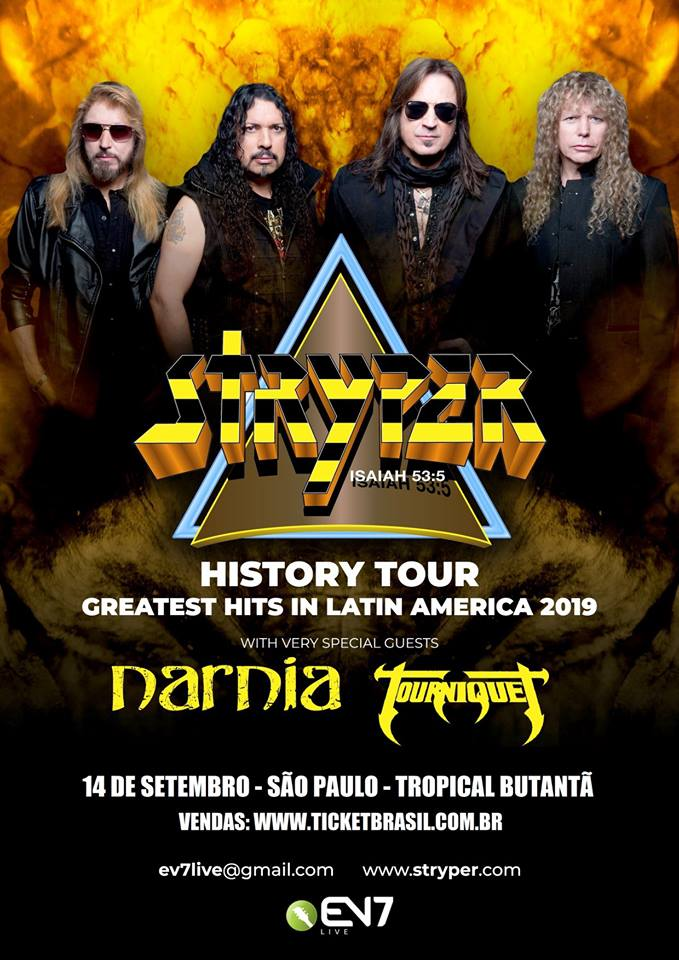 STRYPER
ISAIAH 53:5
HISTORY TOUR
GREATEST HITS IN LATIN AMERICA 2019
WITH VERY SPECIAL GUESTS
narnia TOURNIQUET
14 DE SETEMBRO - SÃO PAULO - TROPICAL BUTANTÃ
VENDAS: WWW.TICKETBRASIL.COM.BR
ev7live@gmail.com www.stryper.com
EV7
LIVE